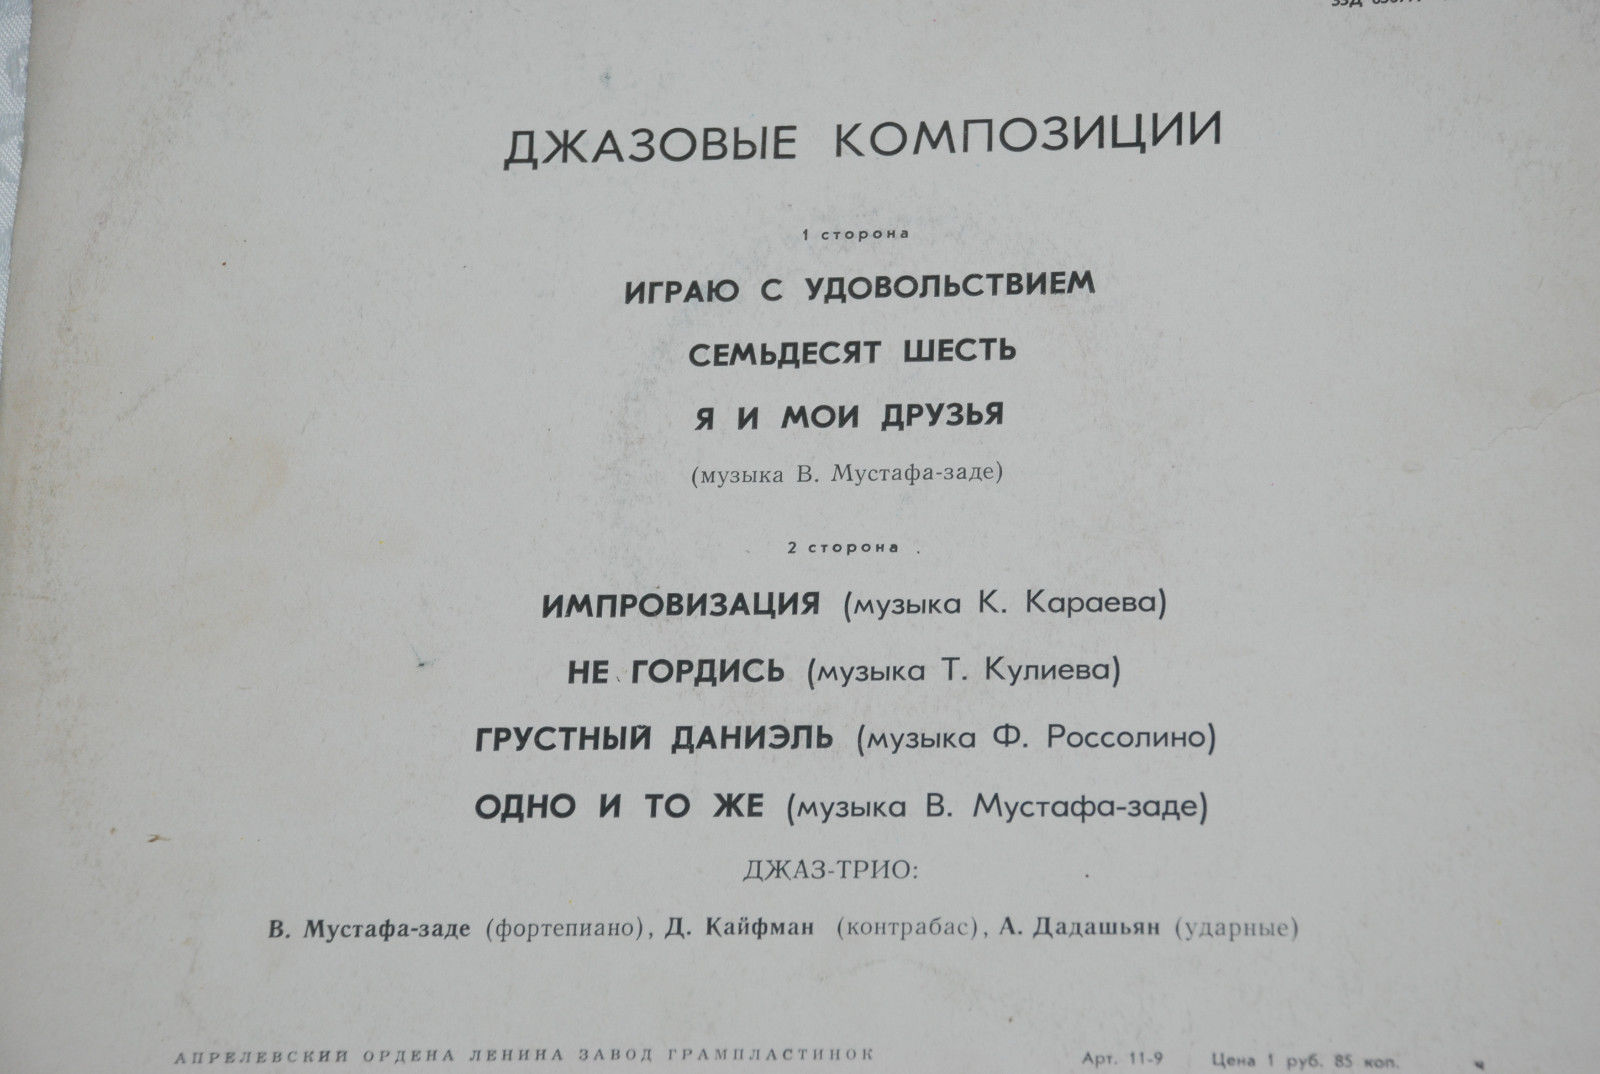 ДЖАЗОВЫЕ КОМПОЗИЦИИ
1 сторона
ИГРАЮ С УДОВОЛЬСТВИЕМ
СЕМЬДЕСЯТ ШЕСТЬ
Я И МОИ ДРУЗЬЯ
(музыка В. Мустафа-заде)
2 сторона
ИМПРОВИЗАЦИЯ (музыка К. Караева)
НЕ ГОРДИСЬ (музыка Т. Кулиева)
ГРУСТНЫЙ ДАНИЭЛЬ (музыка Ф. Россолино)
ОДНО И ТО ЖЕ (музыка В. Мустафа-заде)
ДЖАЗ-ТРИО:
В. Мустафа-заде (фортепиано), Д. Кайфман (контрабас), А. Дадашьян (ударные)
АПРЕЛЕВСКИЙ ОРДЕНА ЛЕНИНА ЗАВОД ГРАМПЛАСТИНОК Арт. 11-9 Цена 1 руб. 85 коп.